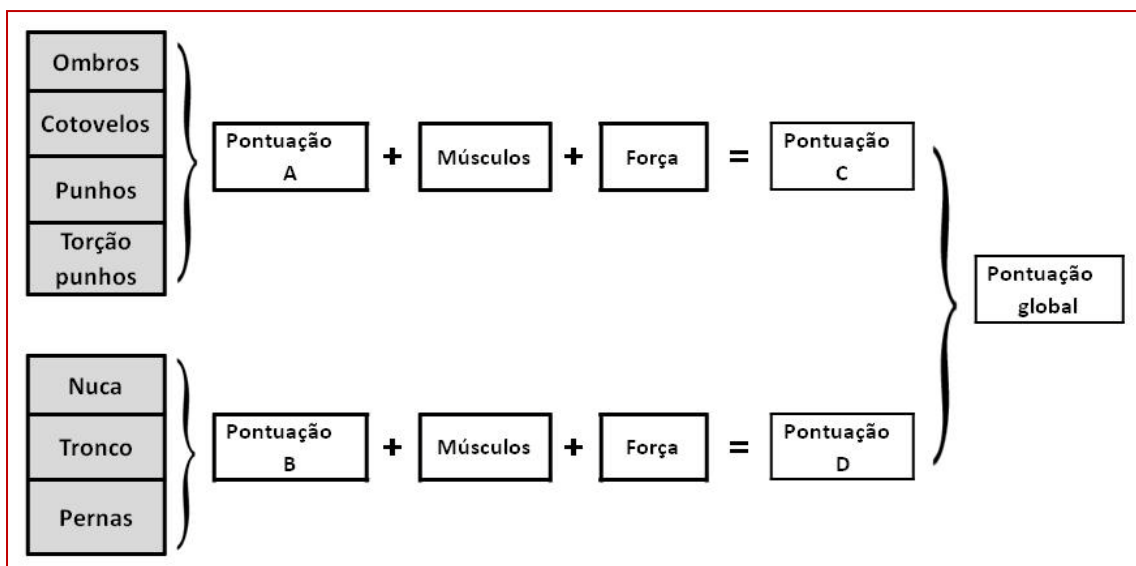 Ombros
Cotovelos
Punhos
Torção
punhos
Pontuação
A
+
Músculos
+
Força
=
Pontuação
C
Pontuação
global
Nuca
Tronco
Pernas
Pontuação
B
+
Músculos
+
Força
=
Pontuação
D